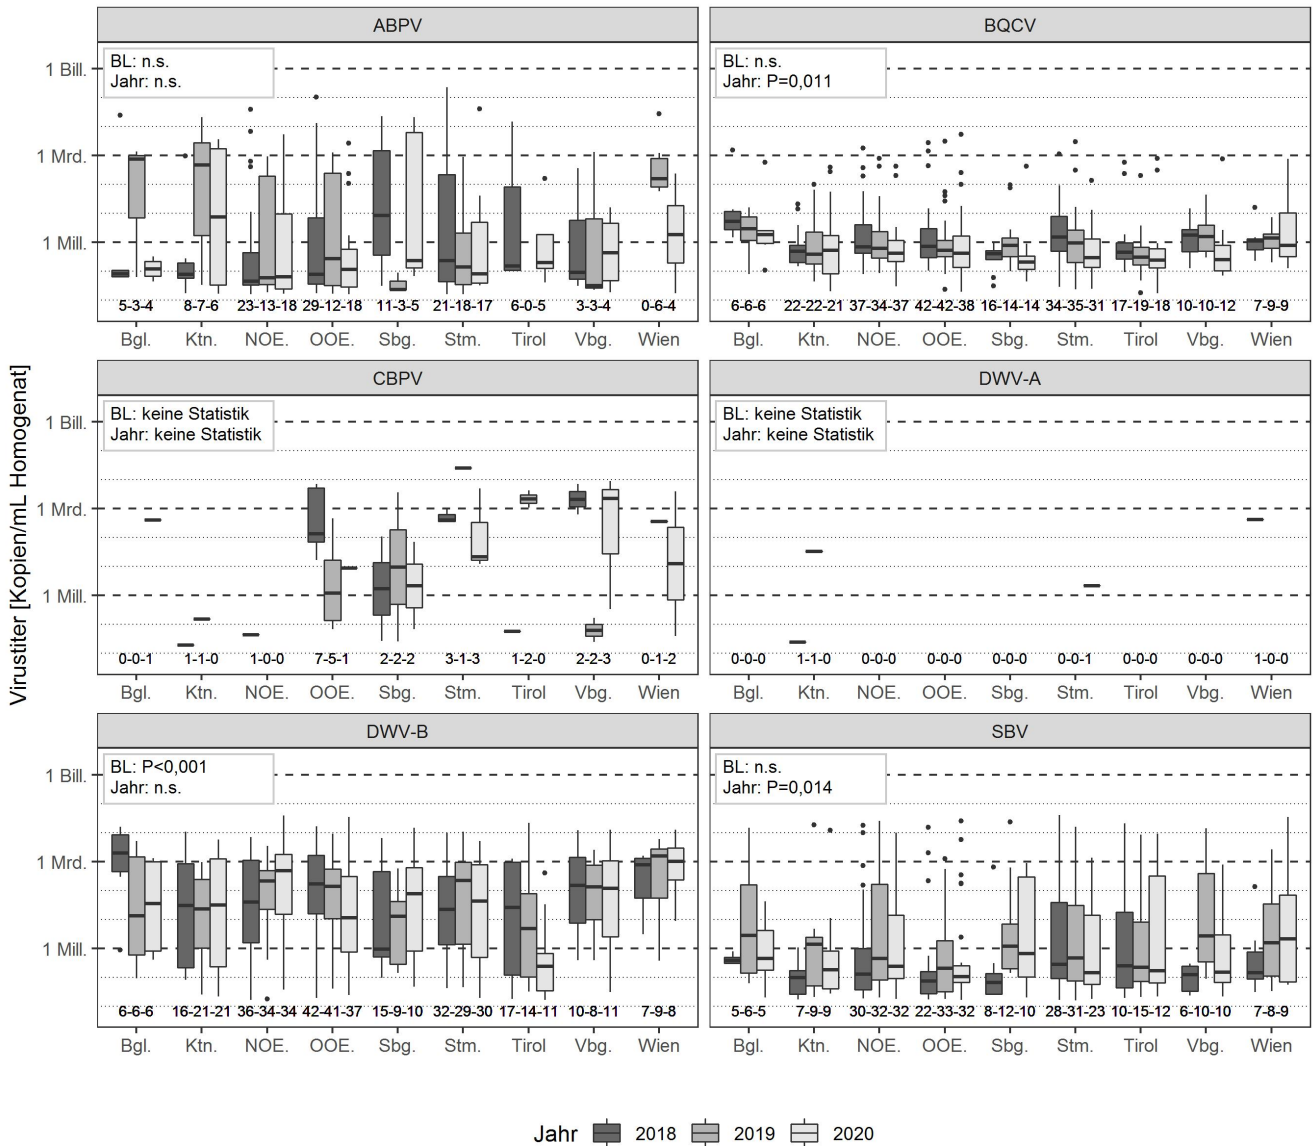 ABPV
BL: n.s.
Jahr: n.s.
1 Bill.
1 Mrd.
1 Mill.
5-3-4 8-7-6 23-13-18 29-12-18 11-3-5 21-18-17 6-0-5 3-3-4 0-6-4
Bgl. Ktn. NOE. OOE. Sbg. Stm. Tirol Vbg. Wien
BQCV
BL: n.s.
Jahr: P=0,011
6-6-6 22-22-21 37-34-37 42-42-38 16-14-14 34-35-31 17-19-18 10-10-12 7-9-9
Bgl. Ktn. NOE. OOE. Sbg. Stm. Tirol Vbg. Wien
Virustiter [Kopien/mL Homogenat]
CBPV
BL: keine Statistik
Jahr: keine Statistik
1 Bill.
1 Mrd.
1 Mill.
0-0-1 1-1-0 1-0-0 7-5-1 2-2-2 3-1-3 1-2-0 2-2-3 0-1-2
Bgl. Ktn. NOE. OOE. Sbg. Stm. Tirol Vbg. Wien
DWV-A
BL: keine Statistik
Jahr: keine Statistik
0-0-0 1-1-0 0-0-0 0-0-0 0-0-0 0-0-1 0-0-0 0-0-0 1-0-0
Bgl. Ktn. NOE. OOE. Sbg. Stm. Tirol Vbg. Wien
DWV-B
BL: P<0,001
Jahr: n.s.
1 Bill.
1 Mrd.
1 Mill.
6-6-6 16-21-21 36-34-34 42-41-37 15-9-10 32-29-30 17-14-11 10-8-11 7-9-8
Bgl. Ktn. NOE. OOE. Sbg. Stm. Tirol Vbg. Wien
SBV
BL: n.s.
Jahr: P=0,014
5-6-5 7-9-9 30-32-32 22-33-32 8-12-10 28-31-23 10-15-12 6-10-10 7-8-9
Bgl. Ktn. NOE. OOE. Sbg. Stm. Tirol Vbg. Wien
Jahr 2018 2019 2020